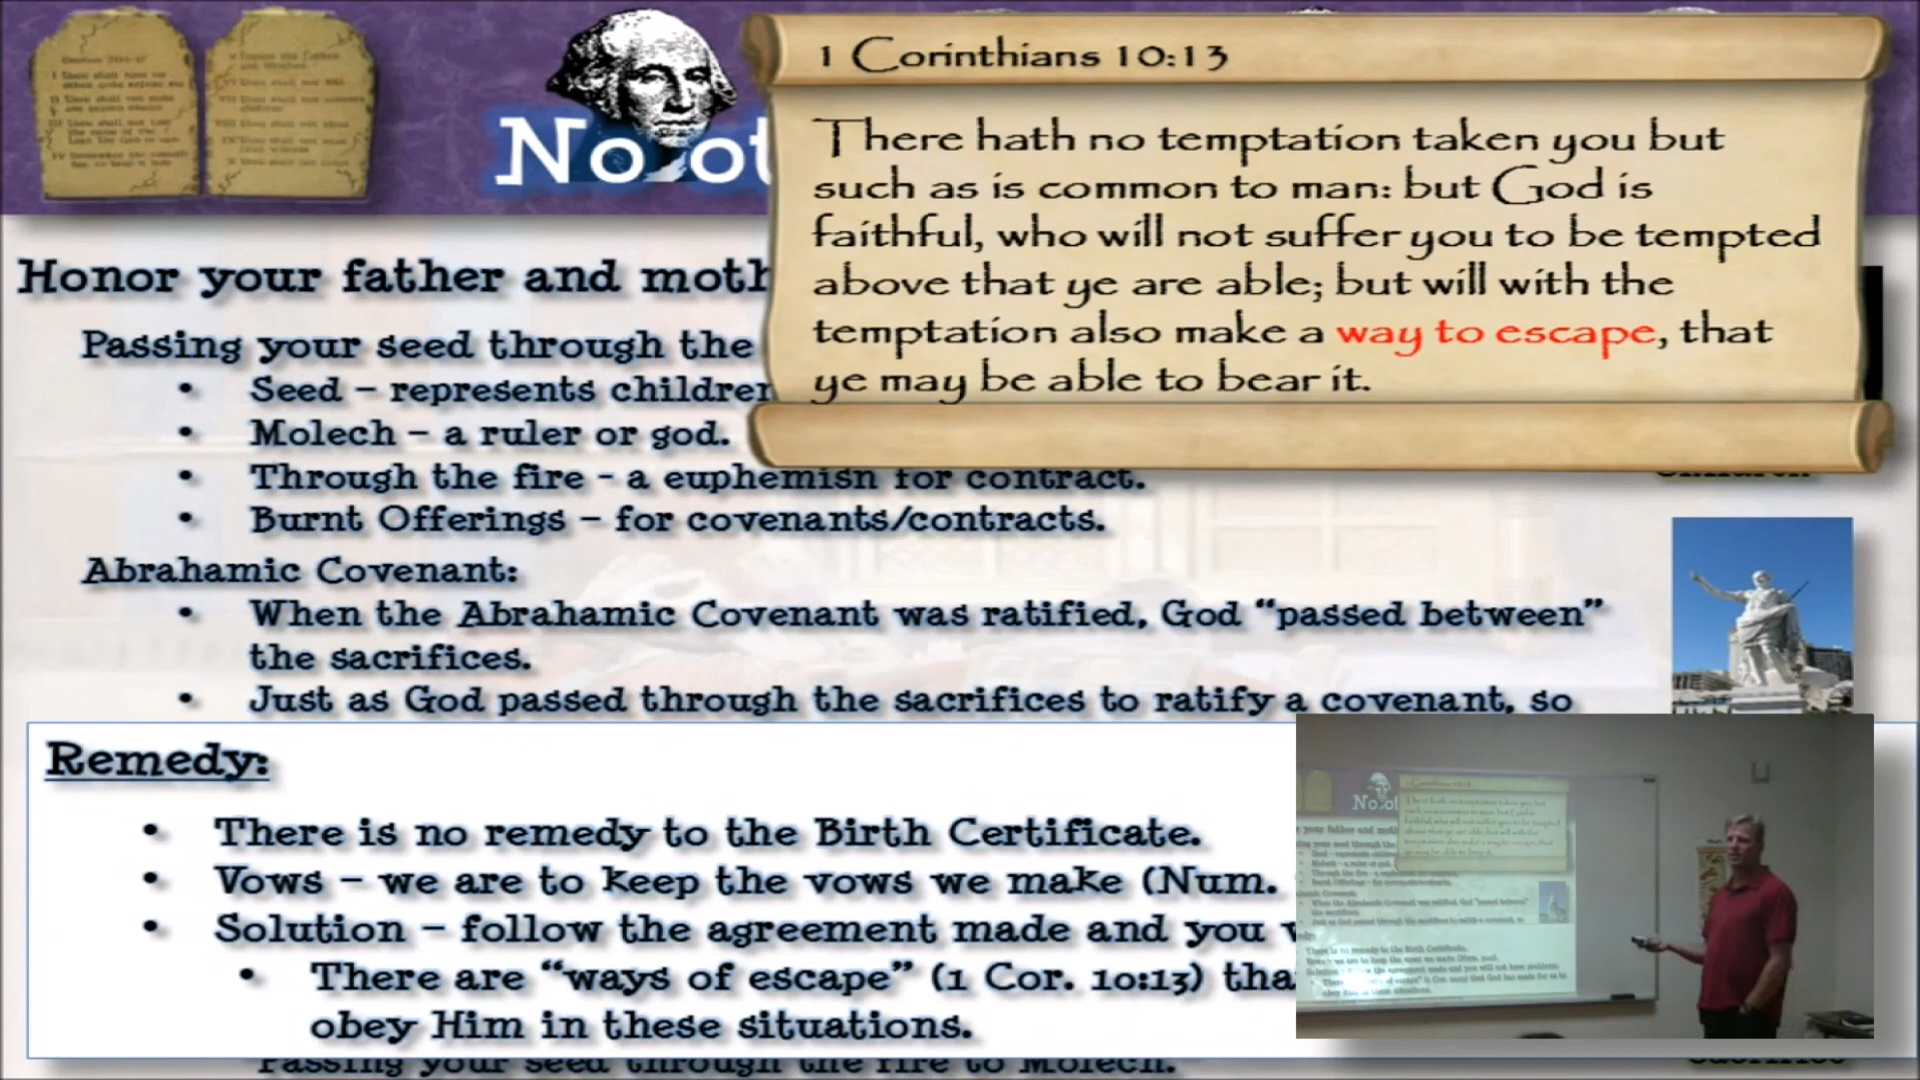 No ot
1 Corinthians 10:13
There hath no temptation taken you but
such as is common to man: but God is
faithful, who will not suffer you to be tempted
above that ye are able; but will with the
temptation also make a way to escape, that
ye may be able to bear it.
Honor your father and moth
Passing your seed through the
• Seed – represents children
• Molech – a ruler or god.
• Through the fire - a euphemisn for contract.
• Burnt Offerings – for covenants/contracts.
Children
Abrahamic Covenant:
• When the Abrahamic Covenant was ratified, God “passed between”
the sacrifices.
• Just as God passed through the sacrifices to ratify a covenant, so
Remedy:
• There is no remedy to the Birth Certificate.
• Vows – we are to keep the vows we make (Num.
• Solution – follow the agreement made and you
• There are “ways of escape” (1 Cor. 10:13) tha
obey Him in these situations.
Passing your seed through the fire to Molech.
Sacrifice